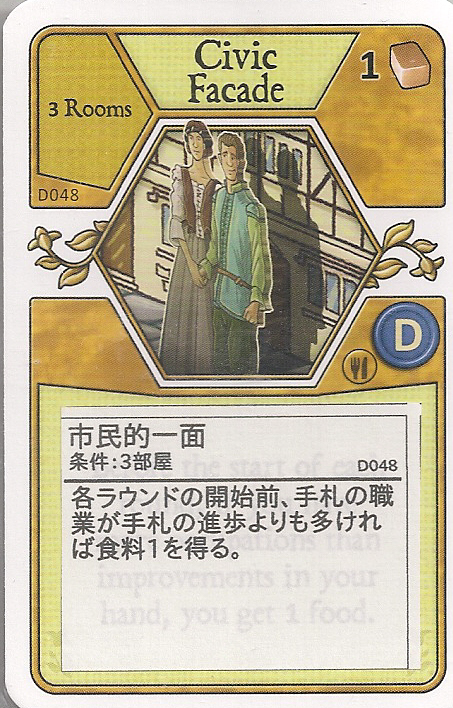 Civic
Facade
1
3 Rooms
D048
D
市民的一面
条件:3部屋
D048
各ラウンドの開始前、手札の職
業が手札の進歩よりも多けれ
ば食料1を得る。
the start of
than
improvements in your
hand, you get 1 food.